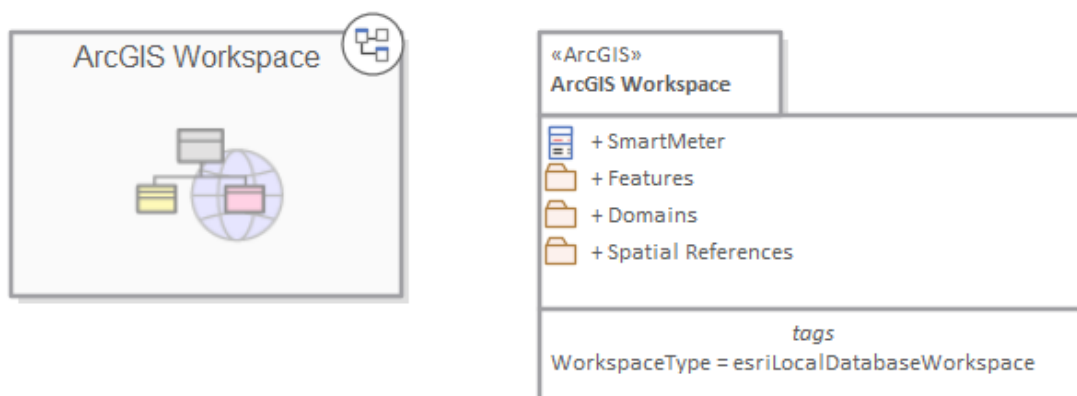 ArcGIS Workspace
«ArcGIS»
ArcGIS Workspace
+ SmartMeter
+ Features
+ Domains
+ Spatial References
tags
WorkspaceType = esriLocalDatabaseWorkspace